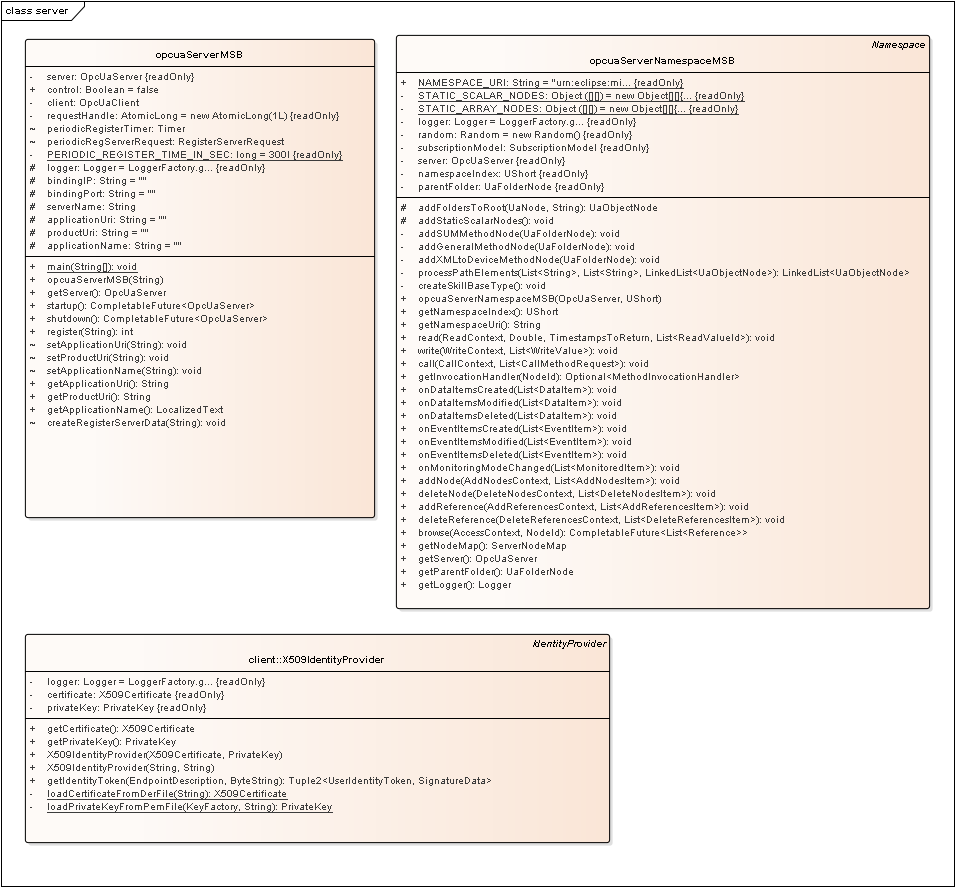 class server
opcuaServerMSB
- server: OpcUaServer {readOnly}
+ control: Boolean = false
- client: OpcUaClient
- requestHandle: AtomicLong = new AtomicLong(1L) {readOnly}
~ periodicRegisterTimer: Timer
~ periodicRegServerRequest: RegisterServerRequest
- PERIODIC_REGISTER_TIME_IN_SEC: long = 300l {readOnly}
# logger: Logger = LoggerFactory.g... {readOnly}
# bindingIP: String = ""
# bindingPort: String = ""
# serverName: String
# applicationUri: String = ""
# productUri: String = ""
# applicationName: String = ""
+ main(String[]): void
+ opcuaServerMSB(String)
+ getServer(): OpcUaServer
+ startup(): CompletableFuture<OpcUaServer>
+ shutdown(): CompletableFuture<OpcUaServer>
+ register(String): int
~ setApplicationUri(String): void
~ setProductUri(String): void
~ setApplicationName(String): void
+ getApplicationUri(): String
+ getProductUri(): String
+ getApplicationName(): LocalizedText
~ createRegisterServerData(String): void
Namespace
opcuaServerNamespaceMSB
+ NAMESPACE_URI: String = "urn:eclipse:mi... {readOnly}
- STATIC_SCALAR_NODES: Object ([][]) = new Object[][]{... {readOnly}
- STATIC_ARRAY_NODES: Object ([][]) = new Object[][]{... {readOnly}
- logger: Logger = LoggerFactory.g... {readOnly}
- random: Random = new Random() {readOnly}
- subscriptionModel: SubscriptionModel {readOnly}
- server: OpcUaServer {readOnly}
- namespaceIndex: UShort {readOnly}
- parentFolder: UaFolderNode {readOnly}
# addFoldersToRoot(UaNode, String): UaObjectNode
# addStaticScalarNodes(): void
- addSUMMethodNode(UaFolderNode): void
- addGeneralMethodNode(UaFolderNode): void
- addXMLtoDeviceMethodNode(UaFolderNode): void
- processPathElements(List<String>, List<String>, LinkedList<UaObjectNode>): LinkedList<UaObjectNode>
- createSkillBaseType(): void
+ opcuaServerNamespaceMSB(OpcUaServer, UShort)
+ getNamespaceIndex(): UShort
+ getNamespaceUri(): String
+ read(ReadContext, Double, TimestampsToReturn, List<ReadValueId>): void
+ write(WriteContext, List<WriteValue>): void
+ call(CallContext, List<CallMethodRequest>): void
+ getInvocationHandler(NodeId): Optional<MethodInvocationHandler>
+ onDataItemsCreated(List<DataItem>): void
+ onDataItemsModified(List<DataItem>): void
+ onDataItemsDeleted(List<DataItem>): void
+ onEventItemsCreated(List<EventItem>): void
+ onEventItemsModified(List<EventItem>): void
+ onEventItemsDeleted(List<EventItem>): void
+ onMonitoringModeChanged(List<MonitoredItem>): void
+ addNode(AddNodesContext, List<AddNodesItem>): void
+ deleteNode(DeleteNodesContext, List<DeleteNodesItem>): void
+ addReference(AddReferencesContext, List<AddReferencesItem>): void
+ deleteReference(DeleteReferencesContext, List<DeleteReferencesItem>): void
+ browse(AccessContext, NodeId): CompletableFuture<List<Reference>>
+ getNodeMap(): ServerNodeMap
+ getServer(): OpcUaServer
+ getParentFolder(): UaFolderNode
+ getLogger(): Logger
IdentityProvider
client::X509IdentityProvider
- logger: Logger = LoggerFactory.g... {readOnly}
- certificate: X509Certificate {readOnly}
- privateKey: PrivateKey {readOnly}
+ getCertificate(): X509Certificate
+ getPrivateKey(): PrivateKey
+ X509IdentityProvider(X509Certificate, PrivateKey)
+ X509IdentityProvider(String, String)
+ getIdentityToken(EndpointDescription, ByteString): Tuple2<UserIdentityToken, SignatureData>
- loadCertificateFromDerFile(String): X509Certificate
- loadPrivateKeyFromPemFile(KeyFactory, String): PrivateKey